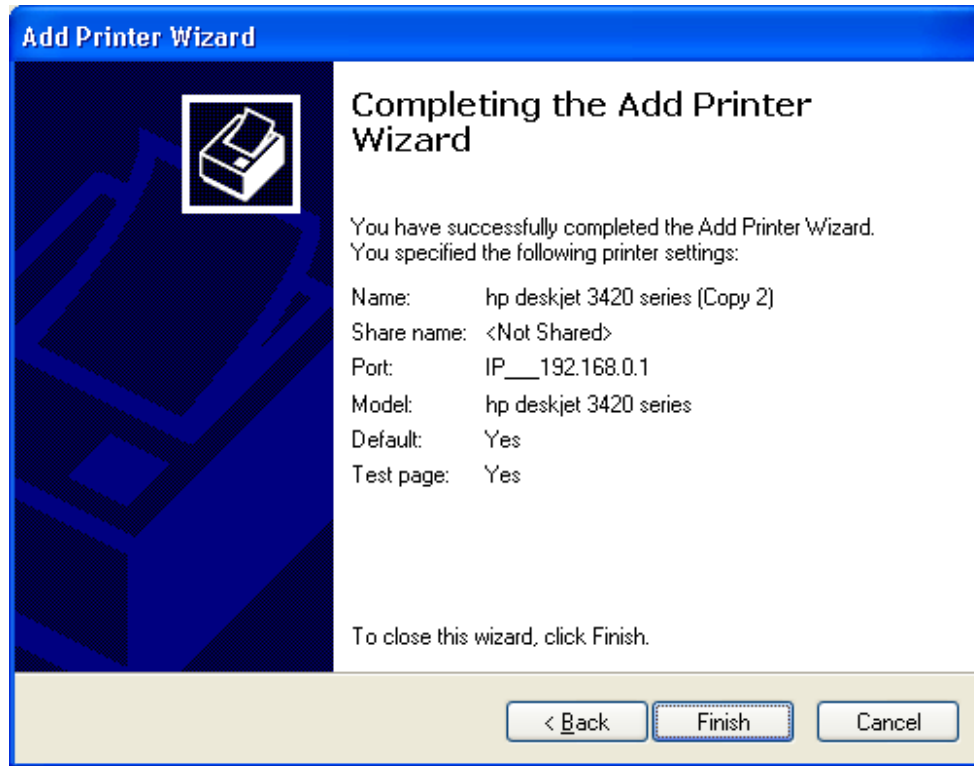 Add Printer Wizard
Completing the Add Printer
Wizard
You have successfully completed the Add Printer Wizard.
You specified the following printer settings:
Name: hp deskjet 3420 series (Copy 2)
Share name: <Not Shared>
Port: IP___192.168.0.1
Model: hp deskjet 3420 series
Default: Yes
Test page: Yes
To close this wizard, click Finish.
< Back Finish Cancel